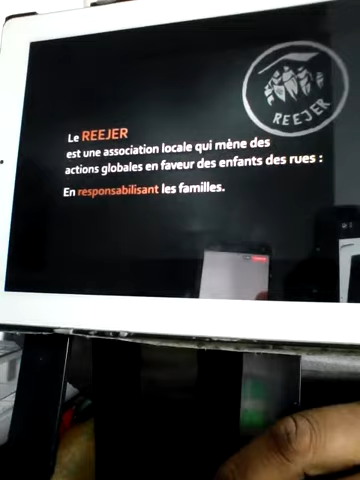 REEJER
Le REEJER
est une association locale qui mène des
actions globales en faveur des enfants des rues :
En responsabilisant les familles.